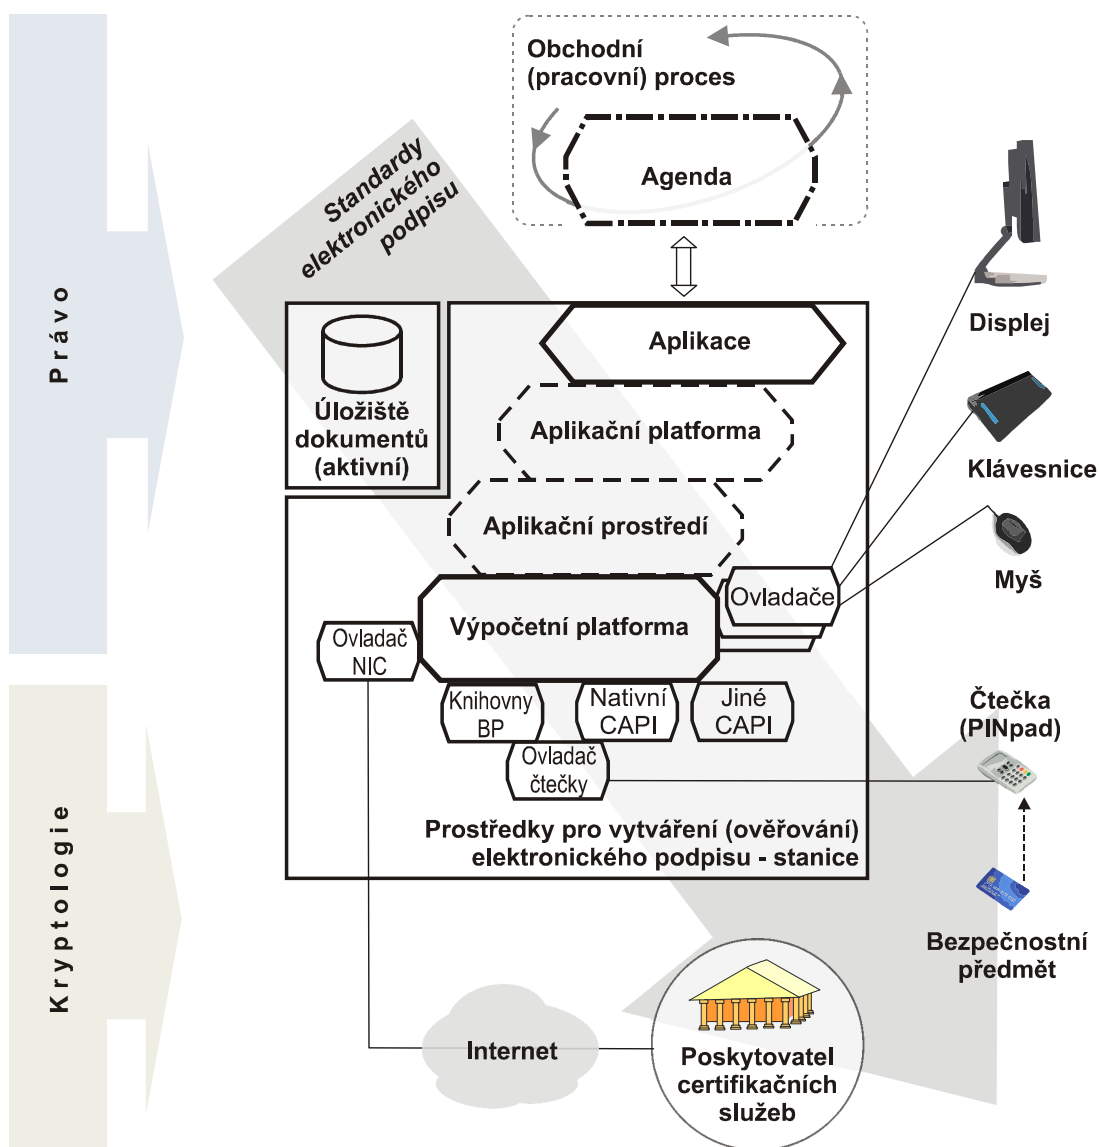 Obchodní
(pracovní) proces
Agenda
Standardy
elektronického
podpisu
Právo
Displej
Aplikace
Úložiště
dokumentů
(aktivní)
Aplikační platforma
Klávesnice
Aplikační prostředí
Myš
Ovladače
Výpočetní platforma
Ovladač
NIC
Knihovny
BP
Nativní
CAPI
Jiné
CAPI
Čtečka
(PINpad)
Ovladač
čtečky
Prostředky pro vytváření (ověřování)
elektronického podpisu - stanice
Kryptologie
Bezpečnostní
předmět
Internet
Poskytovatel
certifikačních
služeb